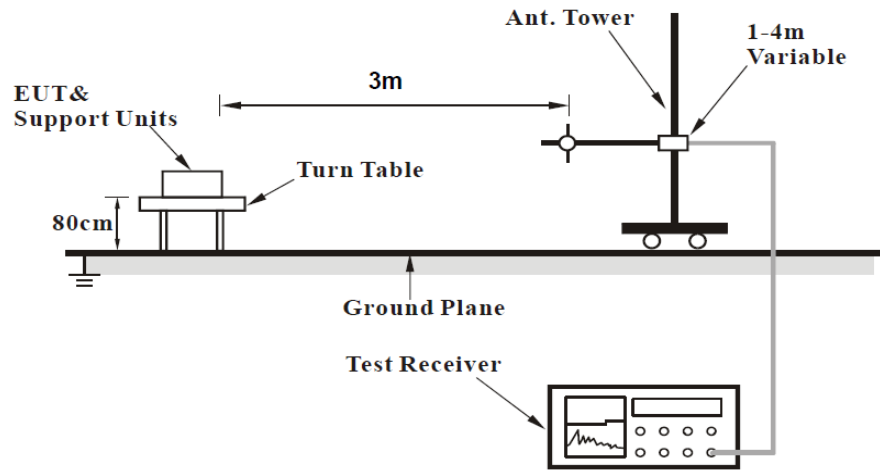 Ant. Tower
1-4m
Variable
3m
EUT&
Support Units
Turn Table
80cm
Ground Plane
Test Receiver